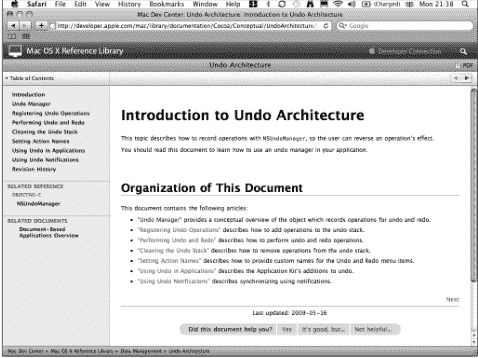 Safari File Edit View History Bookmarks Window Help (Charged) Mon 21:38
Mac Dev Center: Undo Architecture: Introduction to Undo Architecture
http://developer.apple.com/mac/library/documentation/Cocoa/Conceptual/UndoArchitecture/ Google
Mac OS X Reference Library Developer Connection
Undo Architecture PDF
Table of Contents
Introduction
Undo Manager
Registering Undo Operations
Performing Undo and Redo
Cleaning the Undo Stack
Setting Action Names
Using Undo in Applications
Using Undo Notifications
Revision History
RELATED REFERENCE
OBJECTIVE-C
NSUndoManager
RELATED DOCUMENTS
Document-Based
Applications Overview
Introduction to Undo Architecture
This topic describes how to record operations with NSUndoManager, so the user can reverse an operation's effect.
You should read this document to learn how to use an undo manager in your application.
Organization of This Document
This document contains the following articles:
• "Undo Manager" provides a conceptual overview of the object which records operations for undo and redo.
• "Registering Undo Operations" describes how to add operations to the undo stack.
• "Performing Undo and Redo" describes how to perform undo and redo operations.
• "Cleaning the Undo Stack" describes how to remove operations from the undo stack.
• "Setting Action Names" describes how to provide custom names for the Undo and Redo menu items.
• "Using Undo in Applications" describes the Application Kit's additions to undo.
• "Using Undo Notifications" describes synchronizing using notifications.
Next
Last updated: 2009-05-16
Did this document help you? Yes It's good, but... Not helpful...
Mac Dev Center ▸ Mac OS X Reference Library ▸ Data Management ▸ Undo Architecture